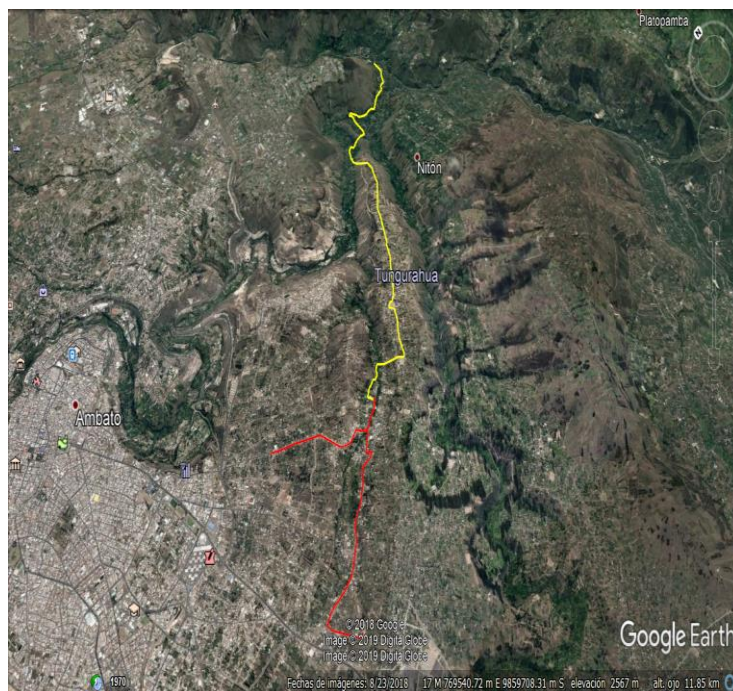 Platopamba
Nitón
Tungurahua
Ambato
© 2018 Google
Image © 2019 DigitalGlobe
Image © 2019 DigitalGlobe
Google Earth
1970
Fechas de imágenes: 8/23/2018 17 M 769540.72 m E 9859708.31 m S elevación 2567 m alt. ojo 11.85 km